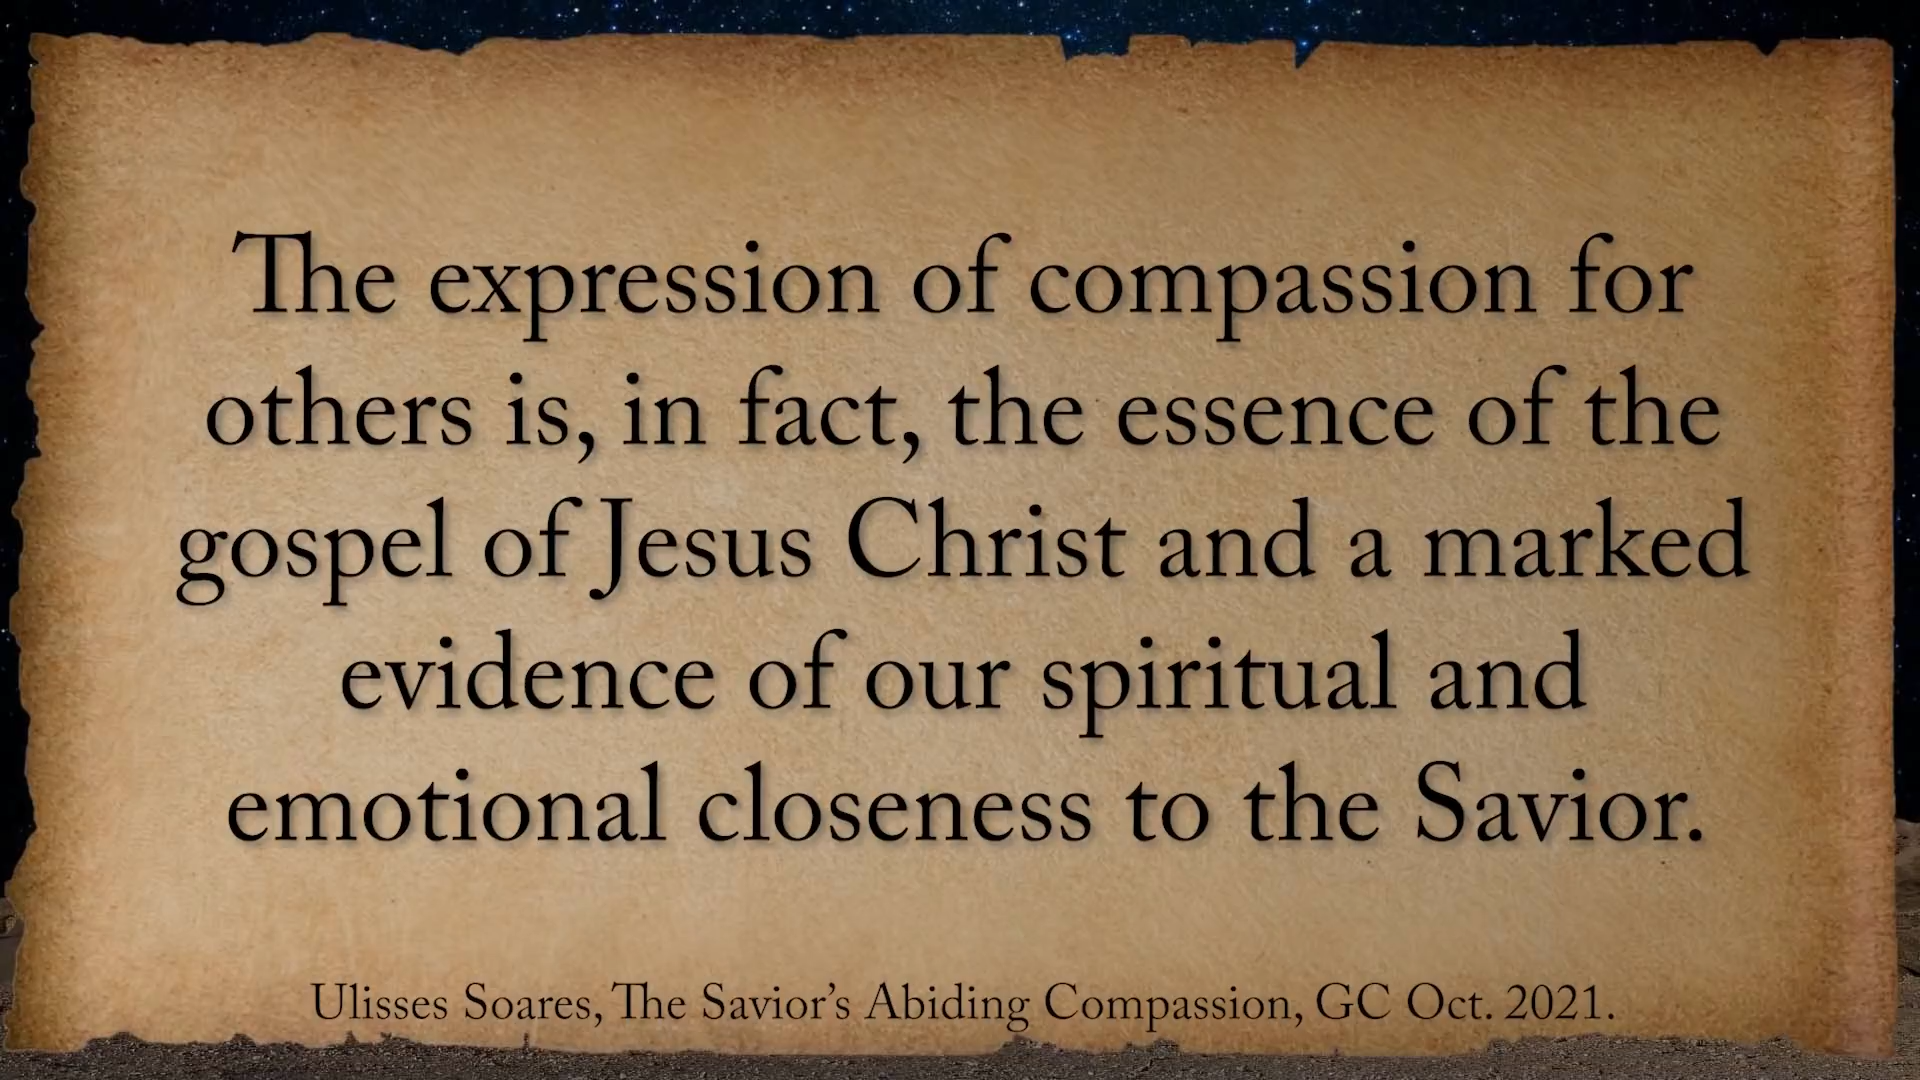 The expression of compassion for
others is, in fact, the essence of the
gospel of Jesus Christ and a marked
evidence of our spiritual and
emotional closeness to the Savior.
Ulisses Soares, The Savior’s Abiding Compassion, GC Oct. 2021.